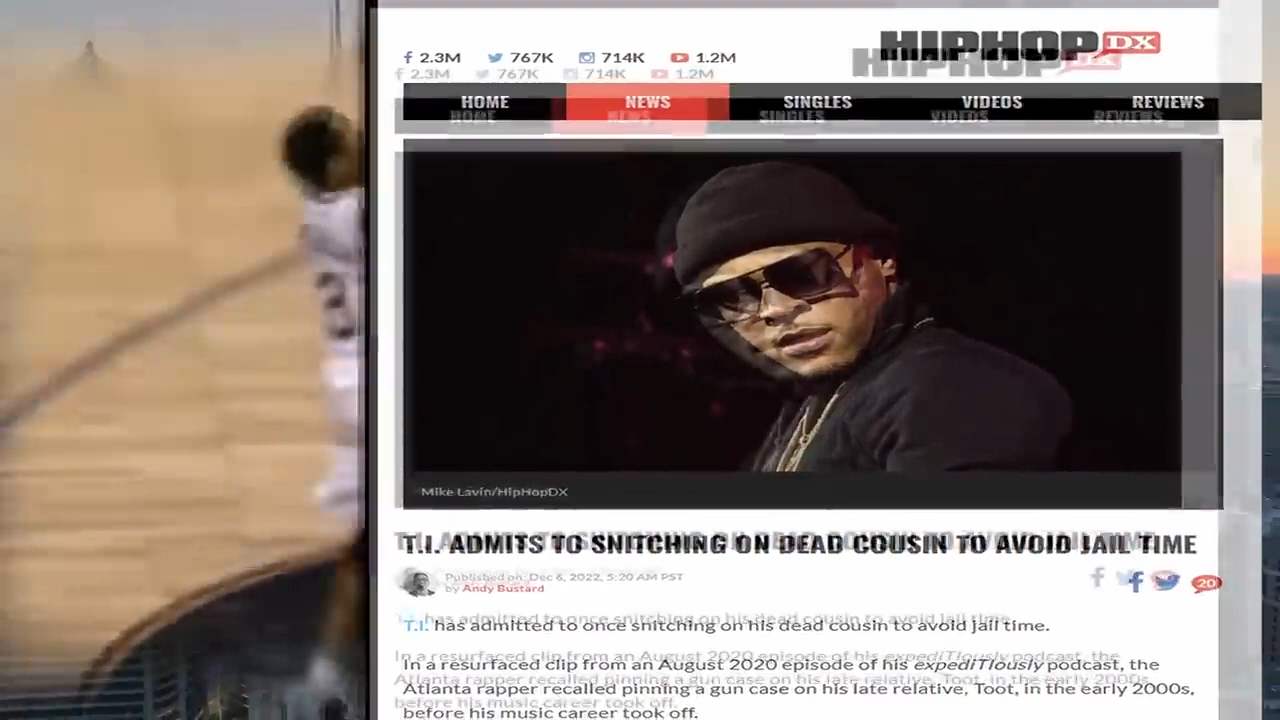 HIPHOPDX
2.3M 767K 714K 1.2M
HOME NEWS SINGLES VIDEOS REVIEWS
Mike Lavin/HipHopDX
T.I. ADMITS TO SNITCHING ON DEAD COUSIN TO AVOID JAIL TIME
Published on: Dec 6, 2022, 5:20 AM PST
by Andy Bustard
20
T.I. has admitted to once snitching on his dead cousin to avoid jail time.
In a resurfaced clip from an August 2020 episode of his expediTIously podcast, the
Atlanta rapper recalled pinning a gun case on his late relative, Toot, in the early 2000s,
before his music career took off.